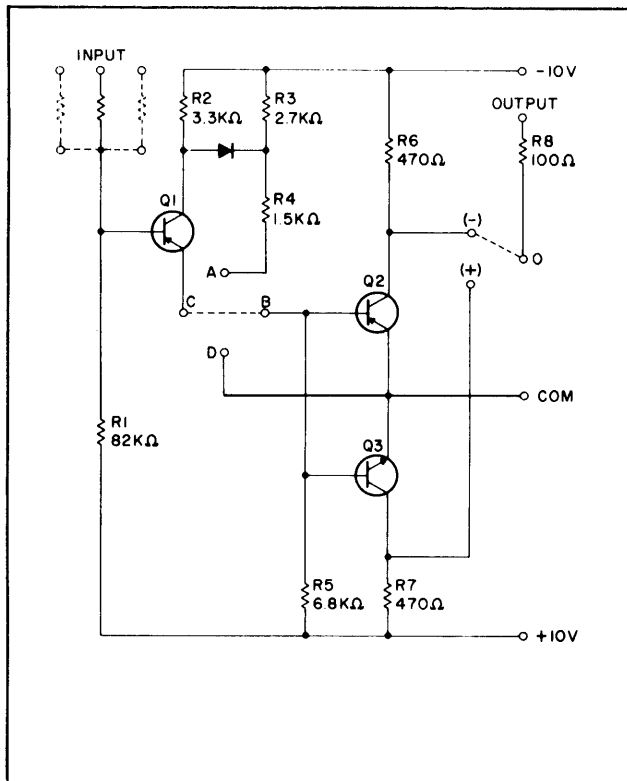 INPUT
-10V
OUTPUT
R2
3.3KΩ
R3
2.7KΩ
R6
470Ω
R8
100Ω
R4
1.5KΩ
Q1
(-)
O
A
(+)
C
B
Q2
D
COM
R1
82KΩ
Q3
R5
6.8KΩ
R7
470Ω
+10V